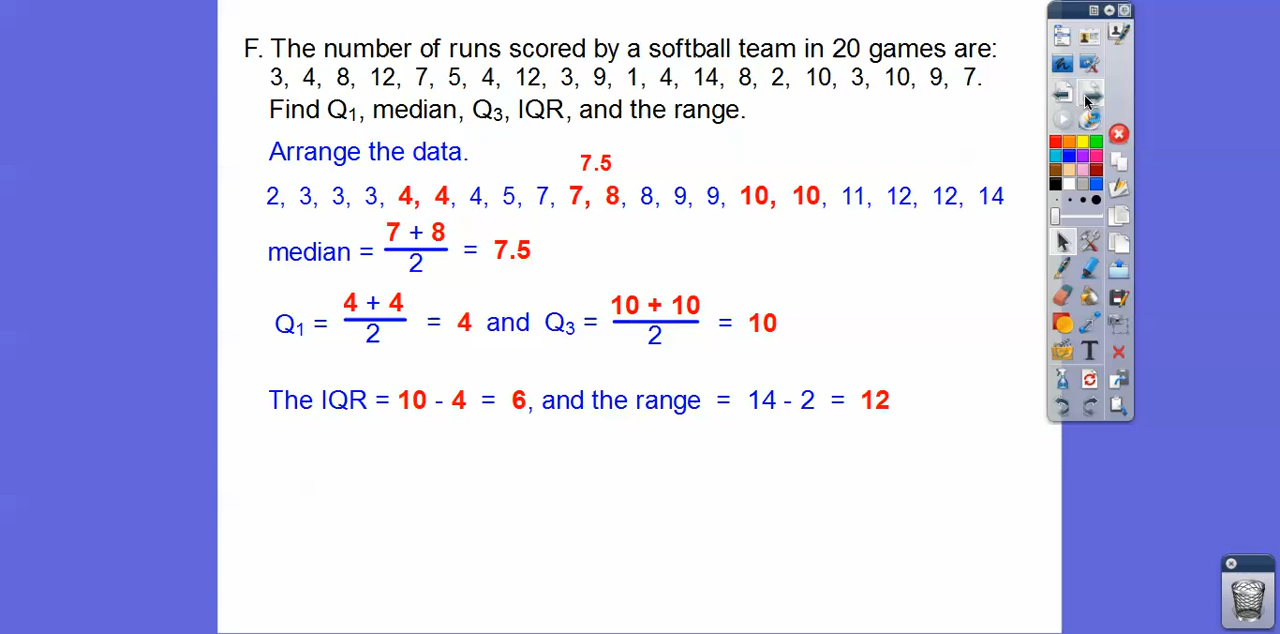 F. The number of runs scored by a softball team in 20 games are:
3, 4, 8, 12, 7, 5, 4, 12, 3, 9, 1, 4, 14, 8, 2, 10, 3, 10, 9, 7.
Find Q₁, median, Q₃, IQR, and the range.
Arrange the data.
7.5
2, 3, 3, 3, 4, 4, 4, 5, 7, 7, 8, 8, 9, 9, 10, 10, 11, 12, 12, 14
median = (7 + 8)/2 = 7.5
Q₁ = (4 + 4)/2 = 4 and Q₃ = (10 + 10)/2 = 10
The IQR = 10 - 4 = 6, and the range = 14 - 2 = 12